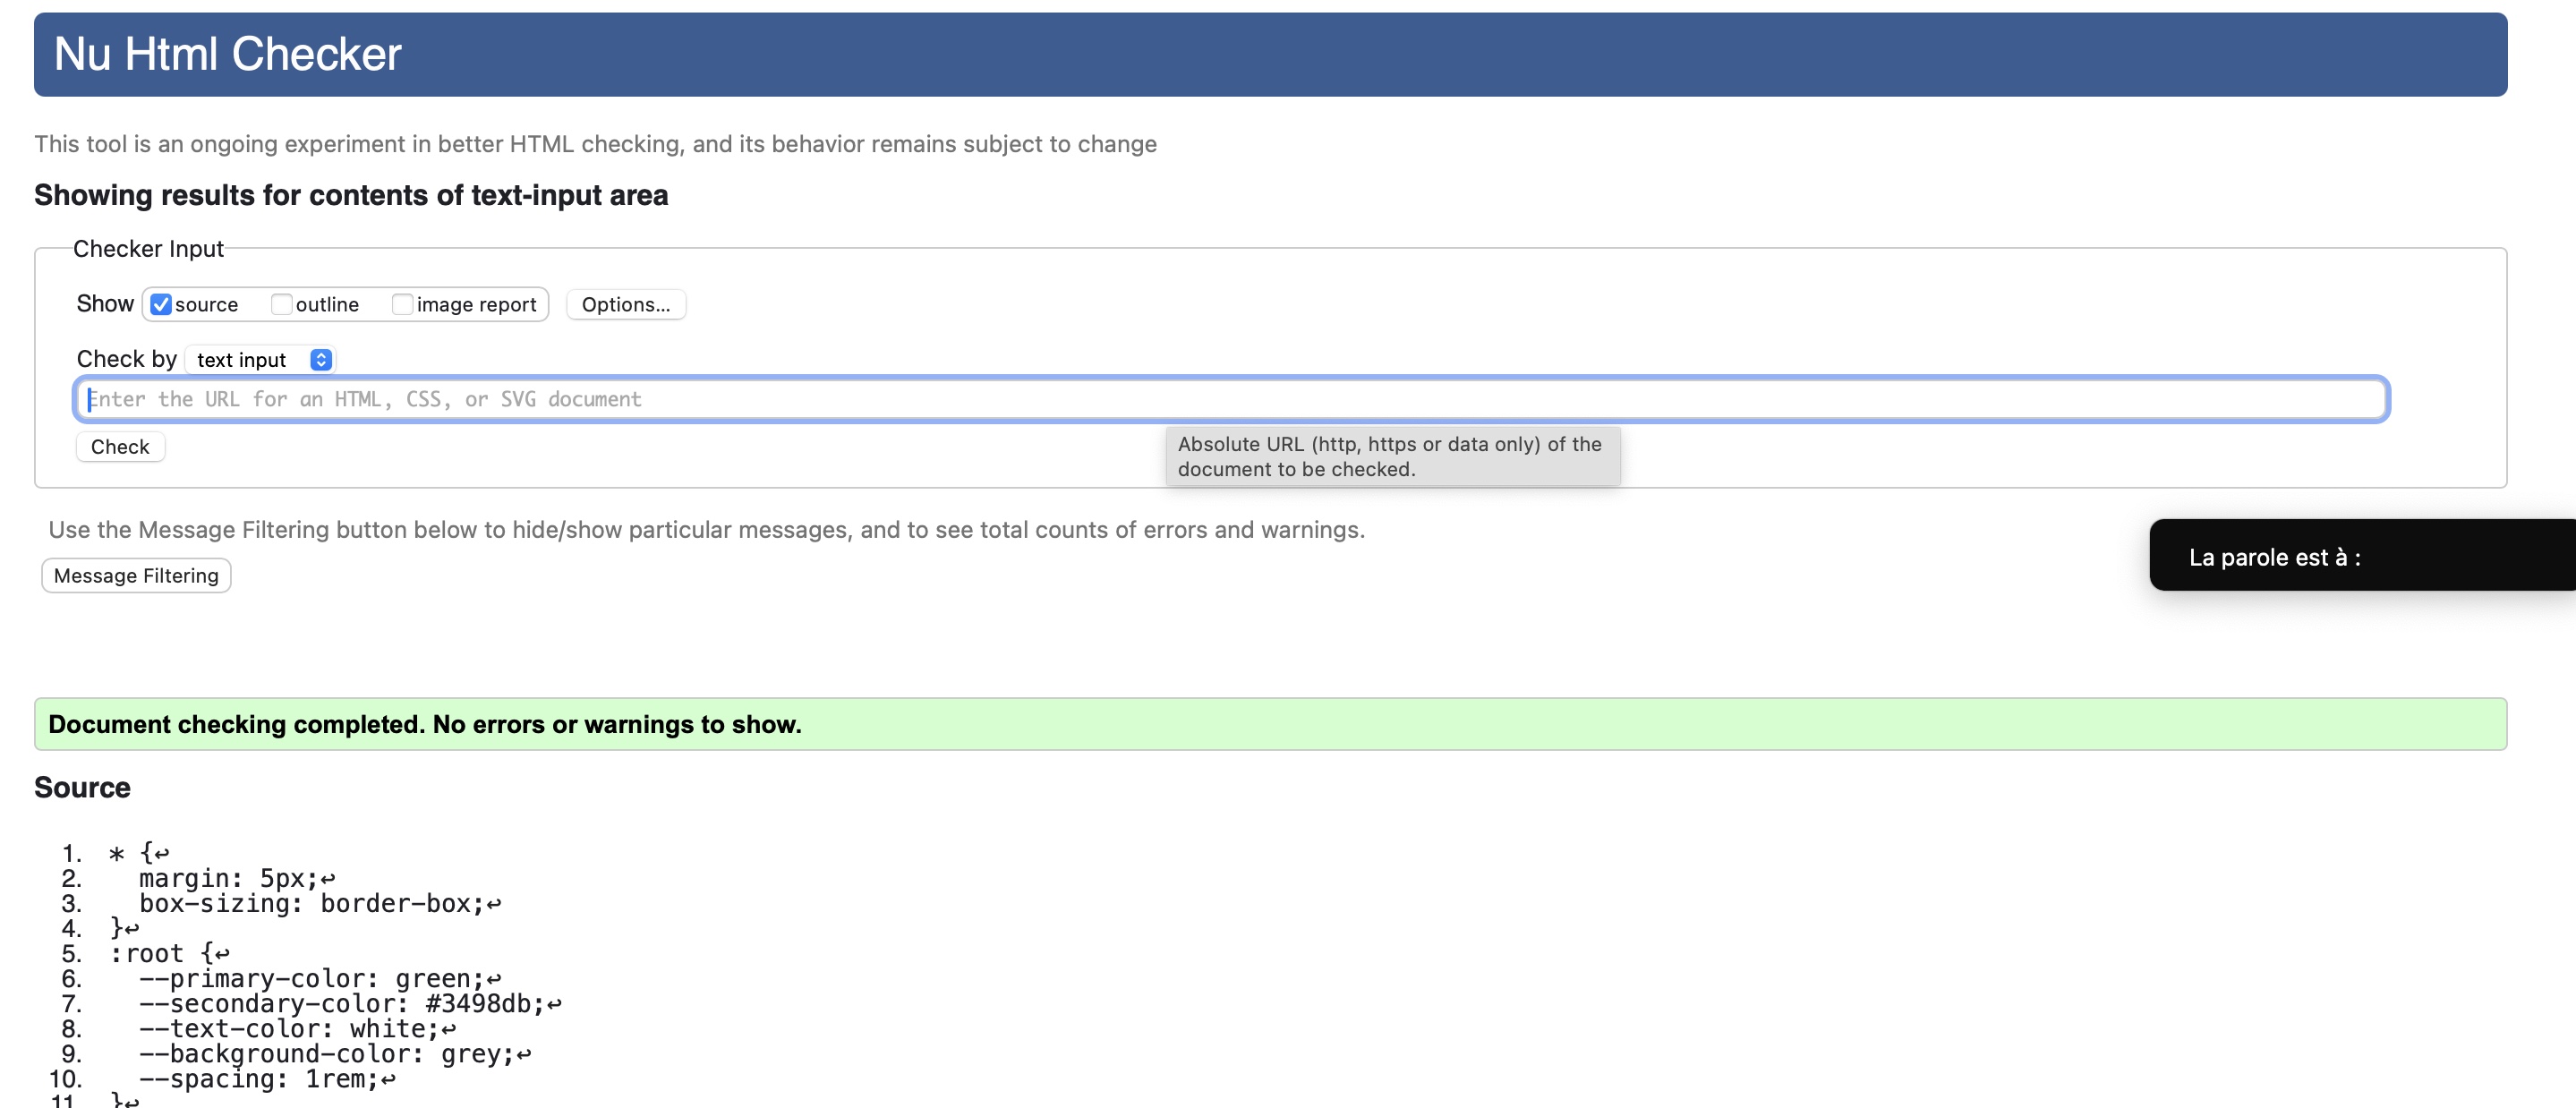 Nu Html Checker
This tool is an ongoing experiment in better HTML checking, and its behavior remains subject to change
Showing results for contents of text-input area
Checker Input
Show source outline image report Options...
Check by text input
Enter the URL for an HTML, CSS, or SVG document
Check
Absolute URL (http, https or data only) of the
document to be checked.
Use the Message Filtering button below to hide/show particular messages, and to see total counts of errors and warnings.
Message Filtering
La parole est à :
Document checking completed. No errors or warnings to show.
Source
1. * {↩
2. margin: 5px;↩
3. box-sizing: border-box;↩
4. }↩
5. :root {↩
6. --primary-color: green;↩
7. --secondary-color: #3498db;↩
8. --text-color: white;↩
9. --background-color: grey;↩
10. --spacing: 1rem;↩
11. }↩